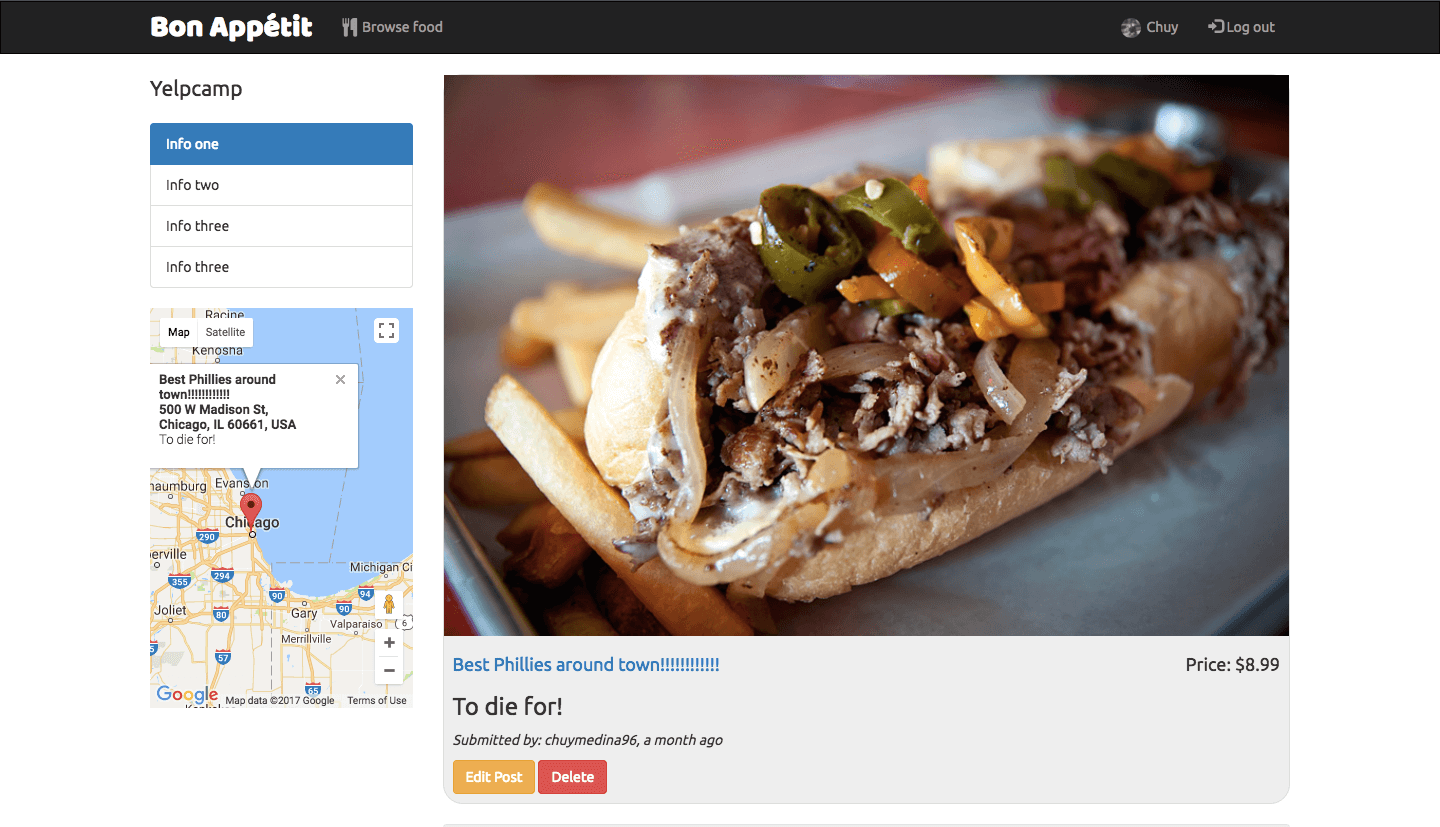 Bon Appétit Browse food Chuy Log out
Yelpcamp
Info one
Info two
Info three
Info three
Racine
Map Satellite
Kenosha
Best Phillies around
town!!!!!!!!!!!!
500 W Madison St,
Chicago, IL 60661, USA
To die for!
haumburg Evanston
Chicago
290
erville
355 294
Michigan Ci
90 94
Joliet 80 Gary 90
Valparaiso 6
Merrillville
57
65
Google Map data ©2017 Google Terms of Use
Best Phillies around town!!!!!!!!!!!! Price: $8.99
To die for!
Submitted by: chuymedina96, a month ago
Edit Post Delete